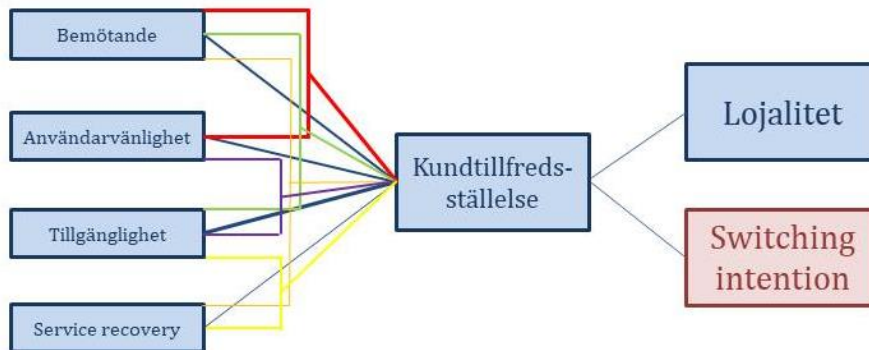 Bemötande
Användarvänlighet
Tillgänglighet
Service recovery
Kundtillfreds-
ställelse
Lojalitet
Switching
intention